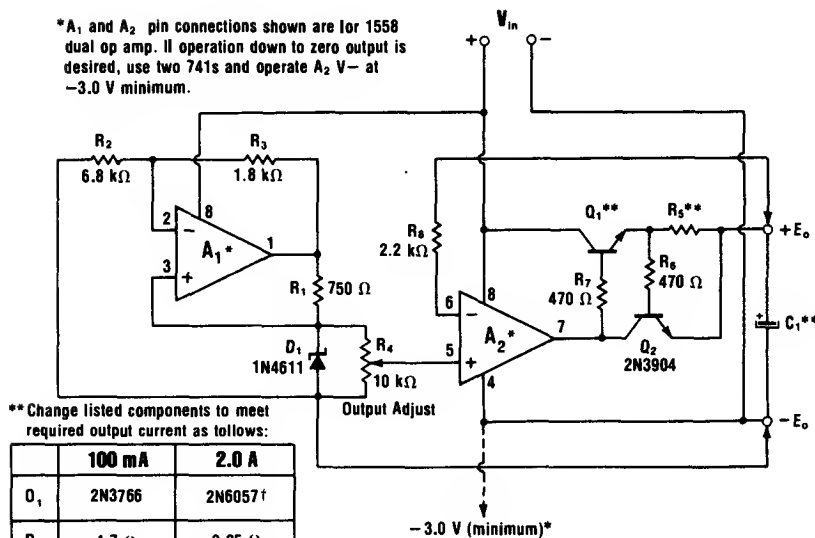 *A₁ and A₂ pin connections shown are lor 1558
dual op amp. II operation down to zero output is
desired, use two 741s and operate A₂ V− at
−3.0 V minimum.
V_in
+
−
R₂
6.8 kΩ
R₃
1.8 kΩ
2
−
8
A₁*
1
3
+
R₁
750 Ω
D₁
1N4611
R₄
10 kΩ
Output Adjust
R₈
2.2 kΩ
6
−
8
A₂*
7
5
+
4
Q₁**
R₅**
R₇
470 Ω
R₆
470 Ω
Q₂
2N3904
+E₀
+
C₁**
−E₀
−3.0 V (minimum)*
**Change listed components to meet
required output current as follows:
100 mA
2.0 A
2N3766
2N6057†